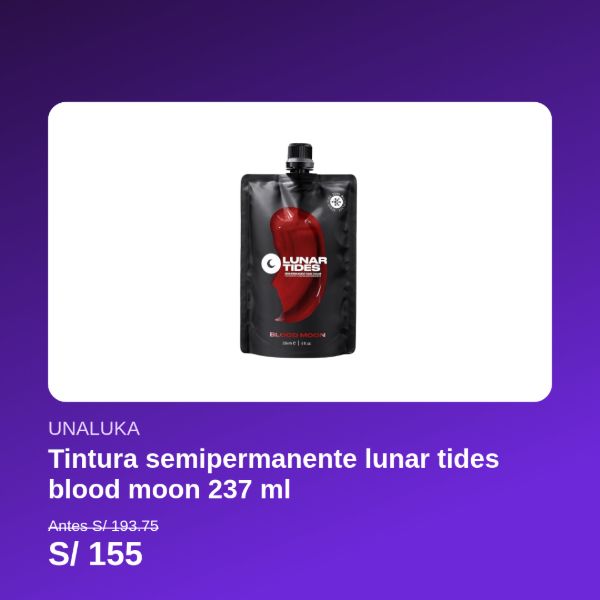 LUNAR
TIDES
BLOOD MOON
UNALUKA
Tintura semipermanente lunar tides
blood moon 237 ml
Antes S/ 193.75
S/ 155